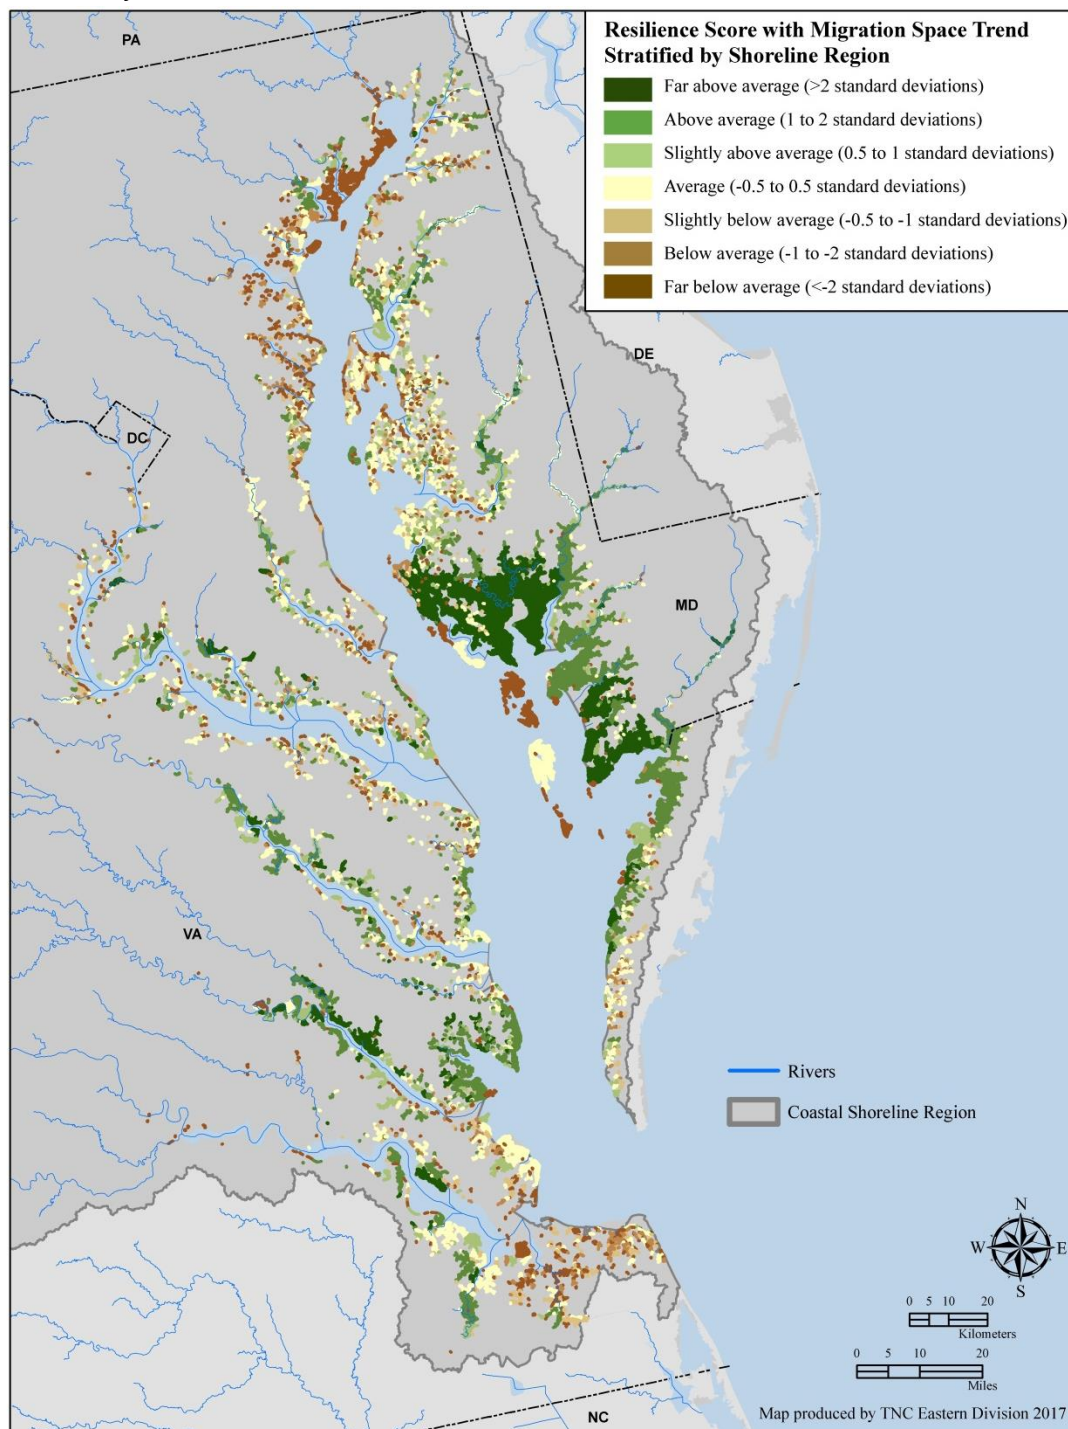 Resilience Score with Migration Space Trend
Stratified by Shoreline Region
Far above average (>2 standard deviations)
Above average (1 to 2 standard deviations)
Slightly above average (0.5 to 1 standard deviations)
Average (-0.5 to 0.5 standard deviations)
Slightly below average (-0.5 to -1 standard deviations)
Below average (-1 to -2 standard deviations)
Far below average (<-2 standard deviations)
PA
DE
DC
MD
VA
Rivers
Coastal Shoreline Region
N
W E
S
0 5 10 20
Kilometers
0 5 10 20
Miles
Map produced by TNC Eastern Division 2017
NC